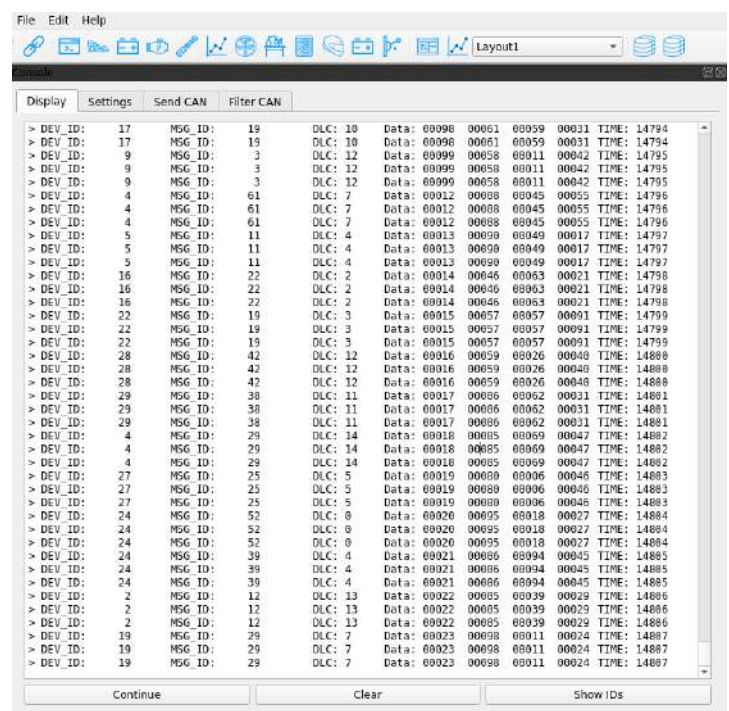 File Edit Help
Layout1
Console
Display Settings Send CAN Filter CAN
> DEV_ID: 17 MSG_ID: 19 DLC: 10 Data: 00098 00061 00059 00031 TIME: 14794
> DEV_ID: 17 MSG_ID: 19 DLC: 10 Data: 00098 00061 00059 00031 TIME: 14794
> DEV_ID: 9 MSG_ID: 3 DLC: 12 Data: 00099 00058 00011 00042 TIME: 14795
> DEV_ID: 9 MSG_ID: 3 DLC: 12 Data: 00099 00058 00011 00042 TIME: 14795
> DEV_ID: 9 MSG_ID: 3 DLC: 12 Data: 00099 00058 00011 00042 TIME: 14795
> DEV_ID: 4 MSG_ID: 61 DLC: 7 Data: 00012 00008 00045 00055 TIME: 14796
> DEV_ID: 4 MSG_ID: 61 DLC: 7 Data: 00012 00008 00045 00055 TIME: 14796
> DEV_ID: 4 MSG_ID: 61 DLC: 7 Data: 00012 00008 00045 00055 TIME: 14796
> DEV_ID: 5 MSG_ID: 11 DLC: 4 Data: 00013 00090 00049 00017 TIME: 14797
> DEV_ID: 5 MSG_ID: 11 DLC: 4 Data: 00013 00090 00049 00017 TIME: 14797
> DEV_ID: 5 MSG_ID: 11 DLC: 4 Data: 00013 00090 00049 00017 TIME: 14797
> DEV_ID: 16 MSG_ID: 22 DLC: 2 Data: 00014 00046 00063 00021 TIME: 14798
> DEV_ID: 16 MSG_ID: 22 DLC: 2 Data: 00014 00046 00063 00021 TIME: 14798
> DEV_ID: 16 MSG_ID: 22 DLC: 2 Data: 00014 00046 00063 00021 TIME: 14798
> DEV_ID: 22 MSG_ID: 19 DLC: 3 Data: 00015 00057 00057 00091 TIME: 14799
> DEV_ID: 22 MSG_ID: 19 DLC: 3 Data: 00015 00057 00057 00091 TIME: 14799
> DEV_ID: 22 MSG_ID: 19 DLC: 3 Data: 00015 00057 00057 00091 TIME: 14799
> DEV_ID: 28 MSG_ID: 42 DLC: 12 Data: 00016 00059 00026 00040 TIME: 14800
> DEV_ID: 28 MSG_ID: 42 DLC: 12 Data: 00016 00059 00026 00040 TIME: 14800
> DEV_ID: 28 MSG_ID: 42 DLC: 12 Data: 00016 00059 00026 00040 TIME: 14800
> DEV_ID: 29 MSG_ID: 38 DLC: 11 Data: 00017 00086 00062 00031 TIME: 14801
> DEV_ID: 29 MSG_ID: 38 DLC: 11 Data: 00017 00086 00062 00031 TIME: 14801
> DEV_ID: 29 MSG_ID: 38 DLC: 11 Data: 00017 00086 00062 00031 TIME: 14801
> DEV_ID: 4 MSG_ID: 29 DLC: 14 Data: 00018 00085 00069 00047 TIME: 14802
> DEV_ID: 4 MSG_ID: 29 DLC: 14 Data: 00018 00085 00069 00047 TIME: 14802
> DEV_ID: 4 MSG_ID: 29 DLC: 14 Data: 00018 00085 00069 00047 TIME: 14802
> DEV_ID: 27 MSG_ID: 25 DLC: 5 Data: 00019 00080 00006 00046 TIME: 14803
> DEV_ID: 27 MSG_ID: 25 DLC: 5 Data: 00019 00080 00006 00046 TIME: 14803
> DEV_ID: 27 MSG_ID: 25 DLC: 5 Data: 00019 00080 00006 00046 TIME: 14803
> DEV_ID: 24 MSG_ID: 52 DLC: 0 Data: 00020 00095 00018 00027 TIME: 14804
> DEV_ID: 24 MSG_ID: 52 DLC: 0 Data: 00020 00095 00018 00027 TIME: 14804
> DEV_ID: 24 MSG_ID: 52 DLC: 0 Data: 00020 00095 00018 00027 TIME: 14804
> DEV_ID: 24 MSG_ID: 39 DLC: 4 Data: 00021 00086 00094 00045 TIME: 14805
> DEV_ID: 24 MSG_ID: 39 DLC: 4 Data: 00021 00086 00094 00045 TIME: 14805
> DEV_ID: 24 MSG_ID: 39 DLC: 4 Data: 00021 00086 00094 00045 TIME: 14805
> DEV_ID: 2 MSG_ID: 12 DLC: 13 Data: 00022 00085 00039 00029 TIME: 14806
> DEV_ID: 2 MSG_ID: 12 DLC: 13 Data: 00022 00085 00039 00029 TIME: 14806
> DEV_ID: 2 MSG_ID: 12 DLC: 13 Data: 00022 00085 00039 00029 TIME: 14806
> DEV_ID: 19 MSG_ID: 29 DLC: 7 Data: 00023 00098 00011 00024 TIME: 14807
> DEV_ID: 19 MSG_ID: 29 DLC: 7 Data: 00023 00098 00011 00024 TIME: 14807
> DEV_ID: 19 MSG_ID: 29 DLC: 7 Data: 00023 00098 00011 00024 TIME: 14807
Continue Clear Show IDs